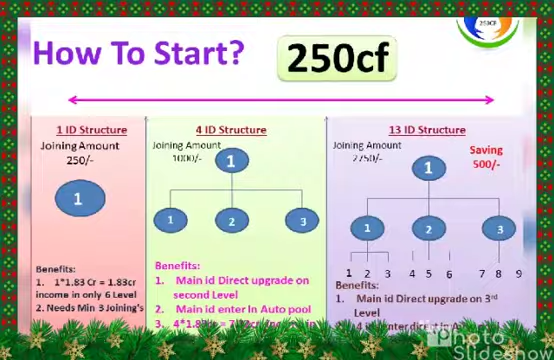 250CF
How To Start?
250cf
1 ID Structure
Joining Amount
250/-
1
Benefits:
1. 1*1.83 Cr = 1.83cr
income in only 6 Level
2. Needs Min 3 Joining's
4 ID Structure
Joining Amount
1000/-
1
1 2 3
Benefits:
1. Main id Direct upgrade on
second Level
2. Main id enter In Auto pool
3.
13 ID Structure
Joining Amount
2750/-
Saving
500/-
1
1 2 3
1 2 3 4 5 6 7 8 9
Benefits:
1. Main id Direct upgrade on 3rd
Level
photo
Slideshow